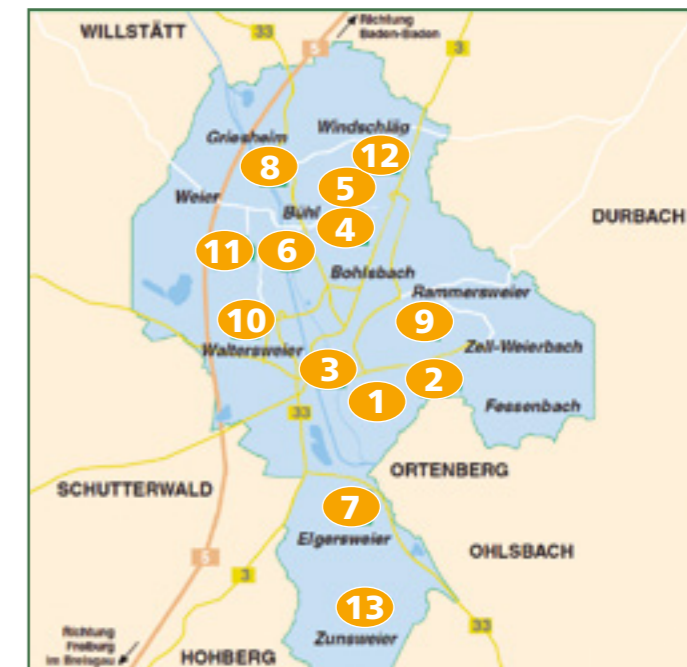 WILLSTÄTT
33
Richtung
Baden-Baden
5
3
Griesheim
Windschläg
8
12
5
Weier
Bühl
4
DURBACH
11
6
Bohlsbach
Rammersweier
10
9
Waltersweier
Zell-Weierbach
3
2
1
Fessenbach
33
ORTENBERG
SCHUTTERWALD
7
Elgersweier
OHLSBACH
5
3
13
33
Richtung
Freiburg
im Breisgau
Zunsweier
HOHBERG